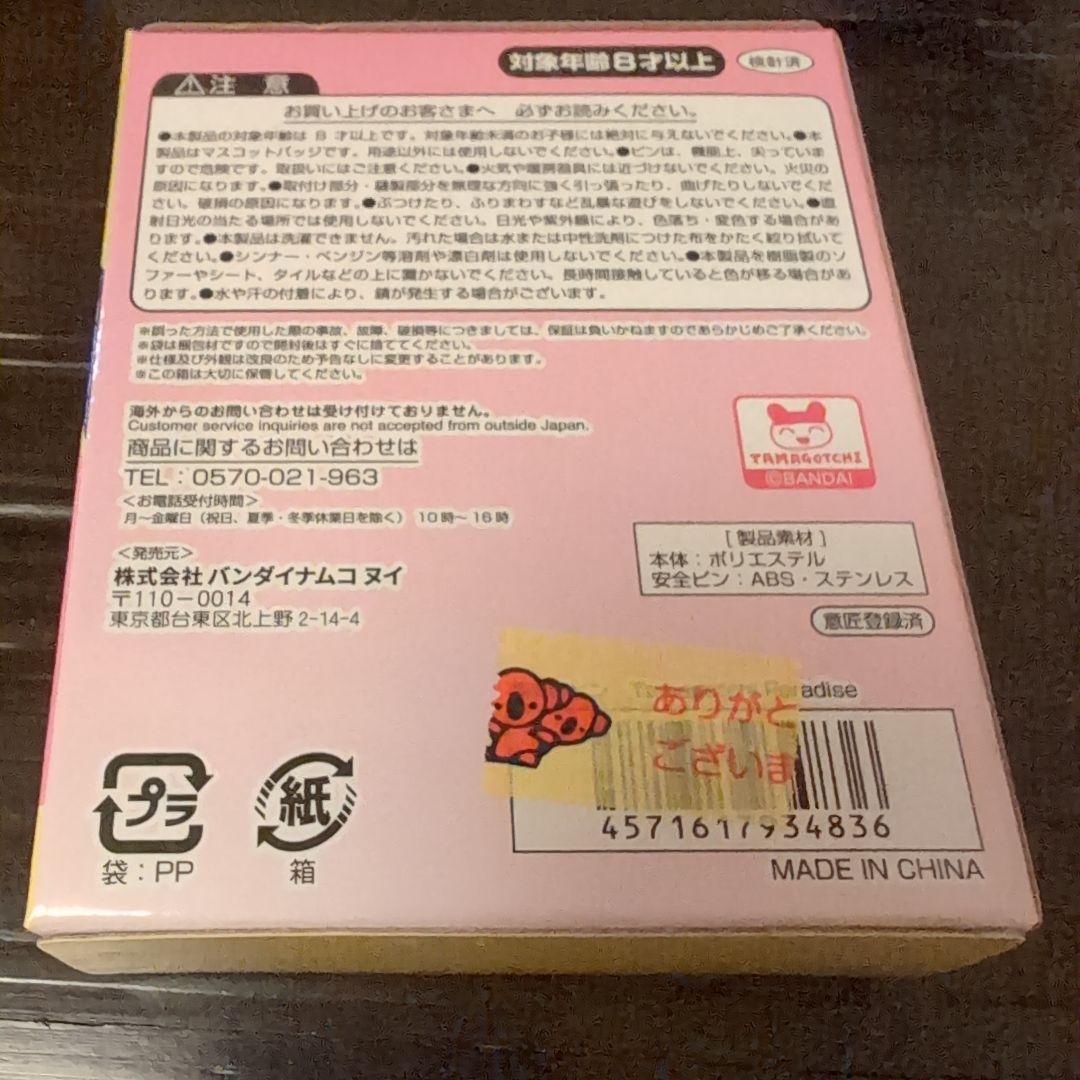 対象年齢8才以上
検針済
注意
お買い上げのお客さまへ 必ずお読みください。
●本製品の対象年齢は8才以上です。対象年齢未満のお子様には絶対に与えないでください。●本
製品はマスコットバッジです。用途以外には使用しないでください。●ピンは、機能上、尖っていま
すので危険です。取扱いにはご注意ください。●火気や暖房器具には近づけないでください。火災の
原因になります。●取付け部分・縫製部分を無理な方向に強く引っ張ったり、曲げたりしないでくだ
さい。破損の原因になります。●ぶつけたり、ふりまわすなど乱暴な遊びをしないでください。●直
射日光の当たる場所では使用しないでください。日光や紫外線により、色落ち・変色する場合があ
ります。●本製品は洗濯できません。汚れた場合は水または中性洗剤につけた布をかたく絞り拭いて
ください。●シンナー・ベンジン等溶剤や漂白剤は使用しないでください。●本製品を樹脂製のソ
ファーやシート、タイルなどの上に置かないでください。長時間接触していると色が移る場合があ
ります。●水や汗の付着により、錆が発生する場合がございます。
※誤った方法で使用した際の事故、故障、破損等につきましては、保証は負いかねますのであらかじめご了承ください。
※袋は梱包材ですので開封後はすぐに捨ててください。
※仕様及び外観は改良のため予告なしに変更することがあります。
※この箱は大切に保管してください。
海外からのお問い合わせは受け付けておりません。
Customer service inquiries are not accepted from outside Japan.
商品に関するお問い合わせは
TEL:0570-021-963
<お電話受付時間>
月~金曜日(祝日、夏季・冬季休業日を除く) 10時~16時
TAMAGOTCHI
©BANDAI
<発売元>
株式会社 バンダイナムコ ヌイ
〒110-0014
東京都台東区北上野2-14-4
[製品素材]
本体:ポリエステル
安全ピン:ABS・ステンレス
意匠登録済
Paradise
ありがと
ございま
4571617934836
MADE IN CHINA
プラ
袋:PP
紙
箱